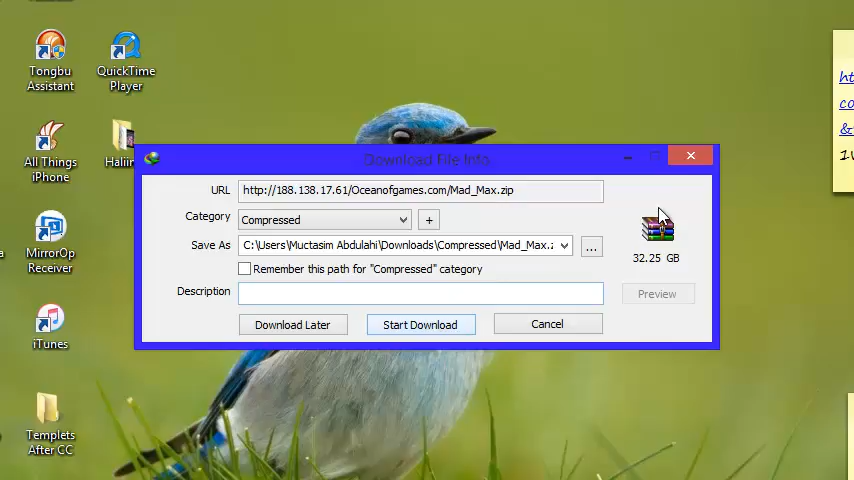 Tongbu
Assistant
QuickTime
Player
All Things
iPhone
MirrorOp
Receiver
iTunes
Templets
After CC
Download File Info
URL
http://188.138.17.61/Oceanofgames.com/Mad_Max.zip
Category
Compressed
+
Save As
C:\Users\Muctasim Abdulahi\Downloads\Compressed\Mad_Max.z
...
32.25 GB
Remember this path for "Compressed" category
Description
Preview
Download Later
Start Download
Cancel
ht
co
&